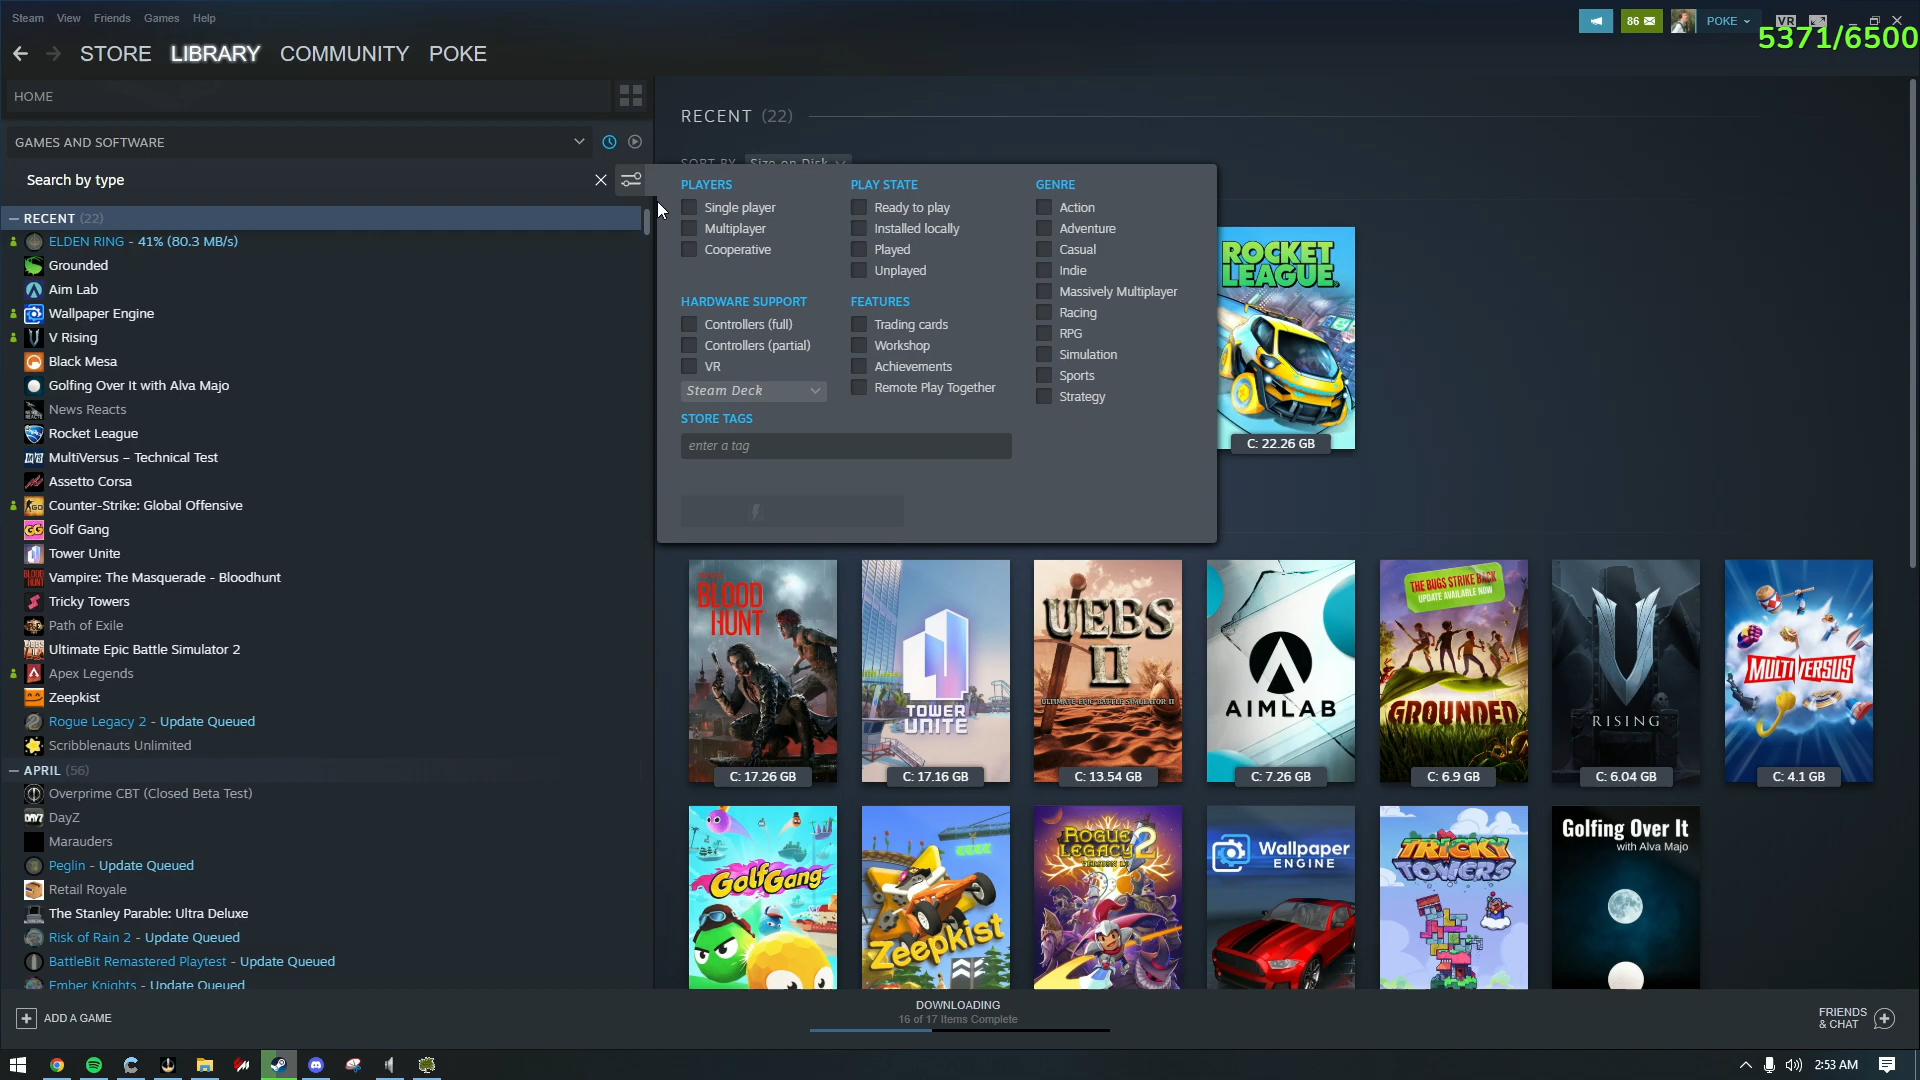 Steam View Friends Games Help
86
POKE
VR
5371/6500
STORE LIBRARY COMMUNITY POKE
HOME
GAMES AND SOFTWARE
Search by type
RECENT (22)
ELDEN RING - 41% (80.3 MB/s)
Grounded
Aim Lab
Wallpaper Engine
V Rising
Black Mesa
Golfing Over It with Alva Majo
News Reacts
Rocket League
MultiVersus – Technical Test
Assetto Corsa
Counter-Strike: Global Offensive
Golf Gang
Tower Unite
Vampire: The Masquerade - Bloodhunt
Tricky Towers
Path of Exile
Ultimate Epic Battle Simulator 2
Apex Legends
Zeepkist
Rogue Legacy 2 - Update Queued
Scribblenauts Unlimited
APRIL (56)
Overprime CBT (Closed Beta Test)
DayZ
Marauders
Peglin - Update Queued
Retail Royale
The Stanley Parable: Ultra Deluxe
Risk of Rain 2 - Update Queued
BattleBit Remastered Playtest - Update Queued
Ember Knights - Update Queued
RECENT (22)
SORT BY Size on Disk
PLAYERS
Single player
Multiplayer
Cooperative
HARDWARE SUPPORT
Controllers (full)
Controllers (partial)
VR
Steam Deck
PLAY STATE
Ready to play
Installed locally
Played
Unplayed
FEATURES
Trading cards
Workshop
Achievements
Remote Play Together
GENRE
Action
Adventure
Casual
Indie
Massively Multiplayer
Racing
RPG
Simulation
Sports
Strategy
STORE TAGS
enter a tag
ROCKET
LEAGUE
C: 22.26 GB
BLOOD
HUNT
C: 17.26 GB
TOWER
UNITE
C: 17.16 GB
UEBS
II
ULTIMATE EPIC BATTLE SIMULATOR II
C: 13.54 GB
AIMLAB
C: 7.26 GB
THE BUGS STRIKE BACK
UPDATE AVAILABLE NOW
GROUNDED
C: 6.9 GB
RISING
C: 6.04 GB
MULTIVERSUS
C: 4.1 GB
GolfGang
Zeepkist
ROGUE
LEGACY 2
Wallpaper
ENGINE
TRICKY
TOWERS
Golfing Over It
with Alva Majo
ADD A GAME
DOWNLOADING
16 of 17 Items Complete
FRIENDS
& CHAT
2:53 AM